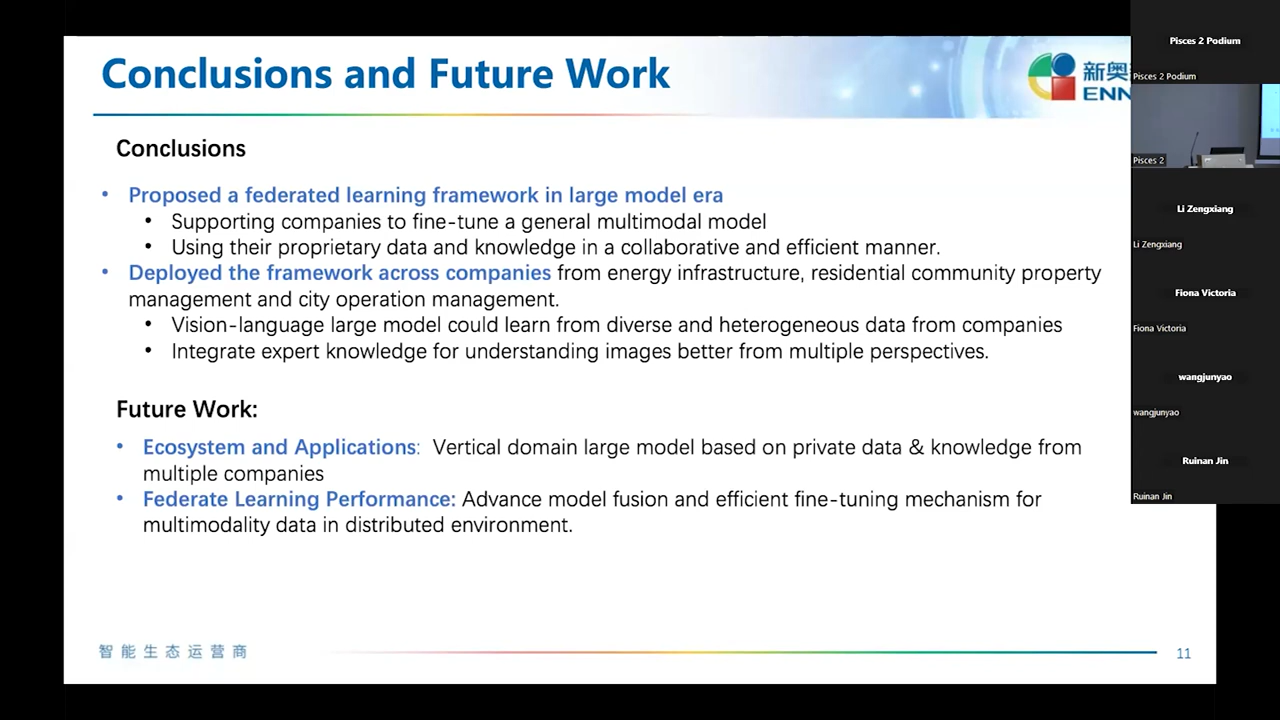 Conclusions and Future Work
新奥
ENN
Conclusions
• Proposed a federated learning framework in large model era
• Supporting companies to fine-tune a general multimodal model
• Using their proprietary data and knowledge in a collaborative and efficient manner.
• Deployed the framework across companies from energy infrastructure, residential community property
management and city operation management.
• Vision-language large model could learn from diverse and heterogeneous data from companies
• Integrate expert knowledge for understanding images better from multiple perspectives.
Future Work:
• Ecosystem and Applications: Vertical domain large model based on private data & knowledge from
multiple companies
• Federate Learning Performance: Advance model fusion and efficient fine-tuning mechanism for
multimodality data in distributed environment.
智能生态运营商
11
Pisces 2 Podium
Pisces 2 Podium
Pisces 2
Li Zengxiang
Li Zengxiang
Fiona Victoria
Fiona Victoria
wangjunyao
wangjunyao
Ruinan Jin
Ruinan Jin